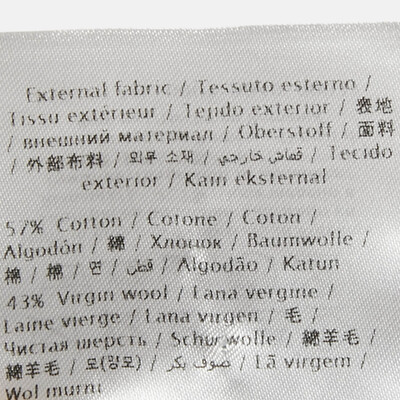 External fabric / Tessuto esterno /
Tissu extérieur / Tejido exterior / 表地
/ внешний материал / Oberstoff / 面料
/ 外部布料 / 외부 소재 / قماش خارجي / Tecido
exterior / Kain eksternal
57% Cotton / Cotone / Coton /
Algodón / 綿 / Хлопок / Baumwolle /
棉 / 棉 / 면 / قطن / Algodão / Katun
43% Virgin wool / Lana vergine /
Laine vierge / Lana virgen / 毛 /
Чистая шерсть / Schurwolle / 綿羊毛
/ 綿羊毛 / 모(양모) / صوف بكر / Lã virgem /
Wol murni